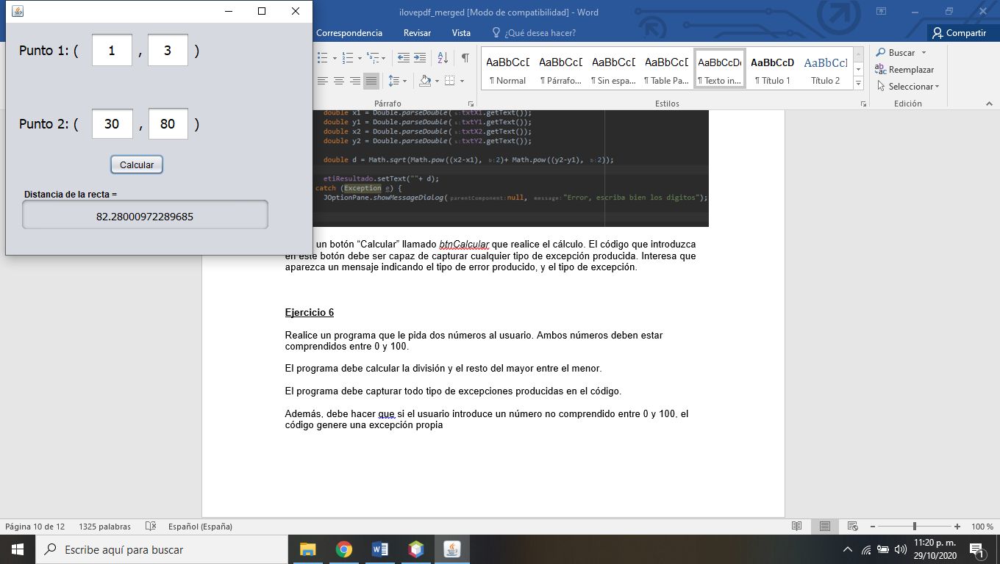 Punto 1: ( 1 , 3 )
Punto 2: ( 30 , 80 )
Calcular
Distancia de la recta =
82.28000972289685
ilovepdf_merged [Modo de compatibilidad] - Word
Correspondencia Revisar Vista ¿Qué desea hacer? Compartir
AaBbCcD AaBbCcD AaBbCcD AaBbCcD AaBbCcD AaBbCcD AaBbCcI
¶ Normal ¶ Párrafo... ¶ Sin espa... ¶ Table Pa... ¶ Texto in... ¶ Título 1 Título 2
Buscar
Reemplazar
Seleccionar
Párrafo Estilos Edición
double x1 = Double.parseDouble(s:txtX1.getText());
double y1 = Double.parseDouble(s:txtY1.getText());
double x2 = Double.parseDouble(s:txtX2.getText());
double y2 = Double.parseDouble(s:txtY2.getText());
double d = Math.sqrt(Math.pow((x2-x1), b:2)+ Math.pow((y2-y1), b:2));
etiResultado.setText(""+ d);
catch (Exception e) {
JOptionPane.showMessageDialog(parentComponent:null, message:"Error, escriba bien los digitos");
un botón “Calcular” llamado btnCalcular que realice el cálculo. El código que introduzca
en este botón debe ser capaz de capturar cualquier tipo de excepción producida. Interesa que
aparezca un mensaje indicando el tipo de error producido, y el tipo de excepción.
Ejercicio 6
Realice un programa que le pida dos números al usuario. Ambos números deben estar
comprendidos entre 0 y 100.
El programa debe calcular la división y el resto del mayor entre el menor.
El programa debe capturar todo tipo de excepciones producidas en el código.
Además, debe hacer que si el usuario introduce un número no comprendido entre 0 y 100, el
código genere una excepción propia
Página 10 de 12 1325 palabras Español (España) 100 %
Escribe aquí para buscar
11:20 p. m.
29/10/2020
1